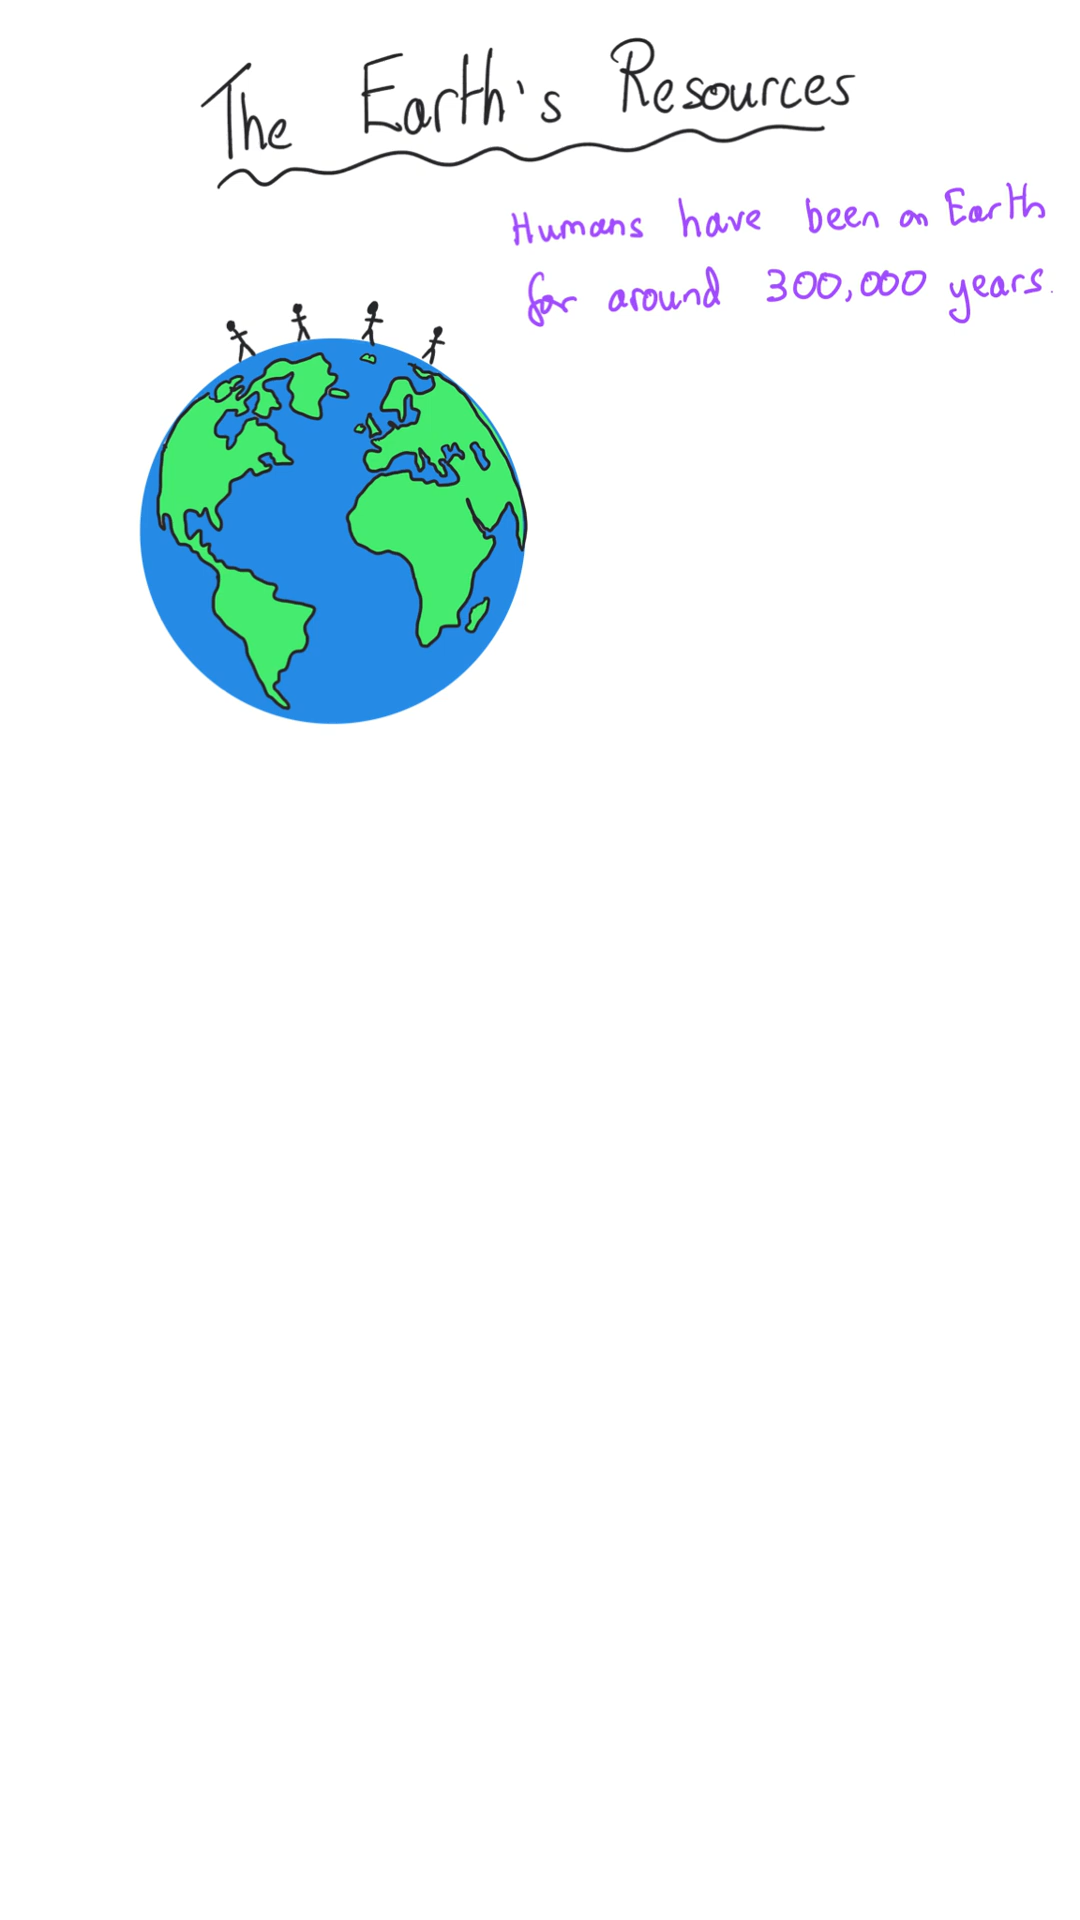 The Earth's Resources
Humans have been on Earth
for around 300,000 years.